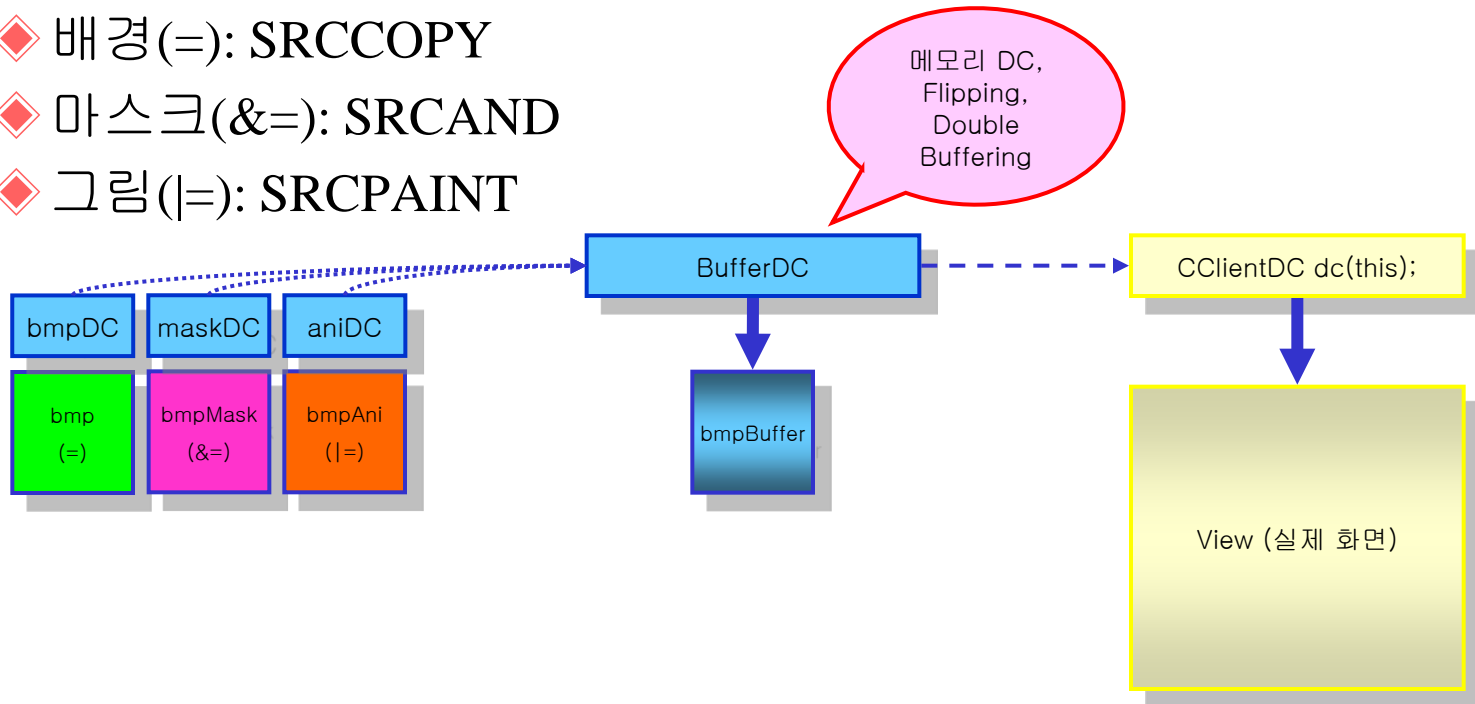 배경(=): SRCCOPY
마스크(&=): SRCAND
그림(|=): SRCPAINT
메모리 DC,
Flipping,
Double
Buffering
BufferDC
CClientDC dc(this);
bmpDC
maskDC
aniDC
bmp
(=)
bmpMask
(&=)
bmpAni
(|=)
bmpBuffer
View (실제 화면)